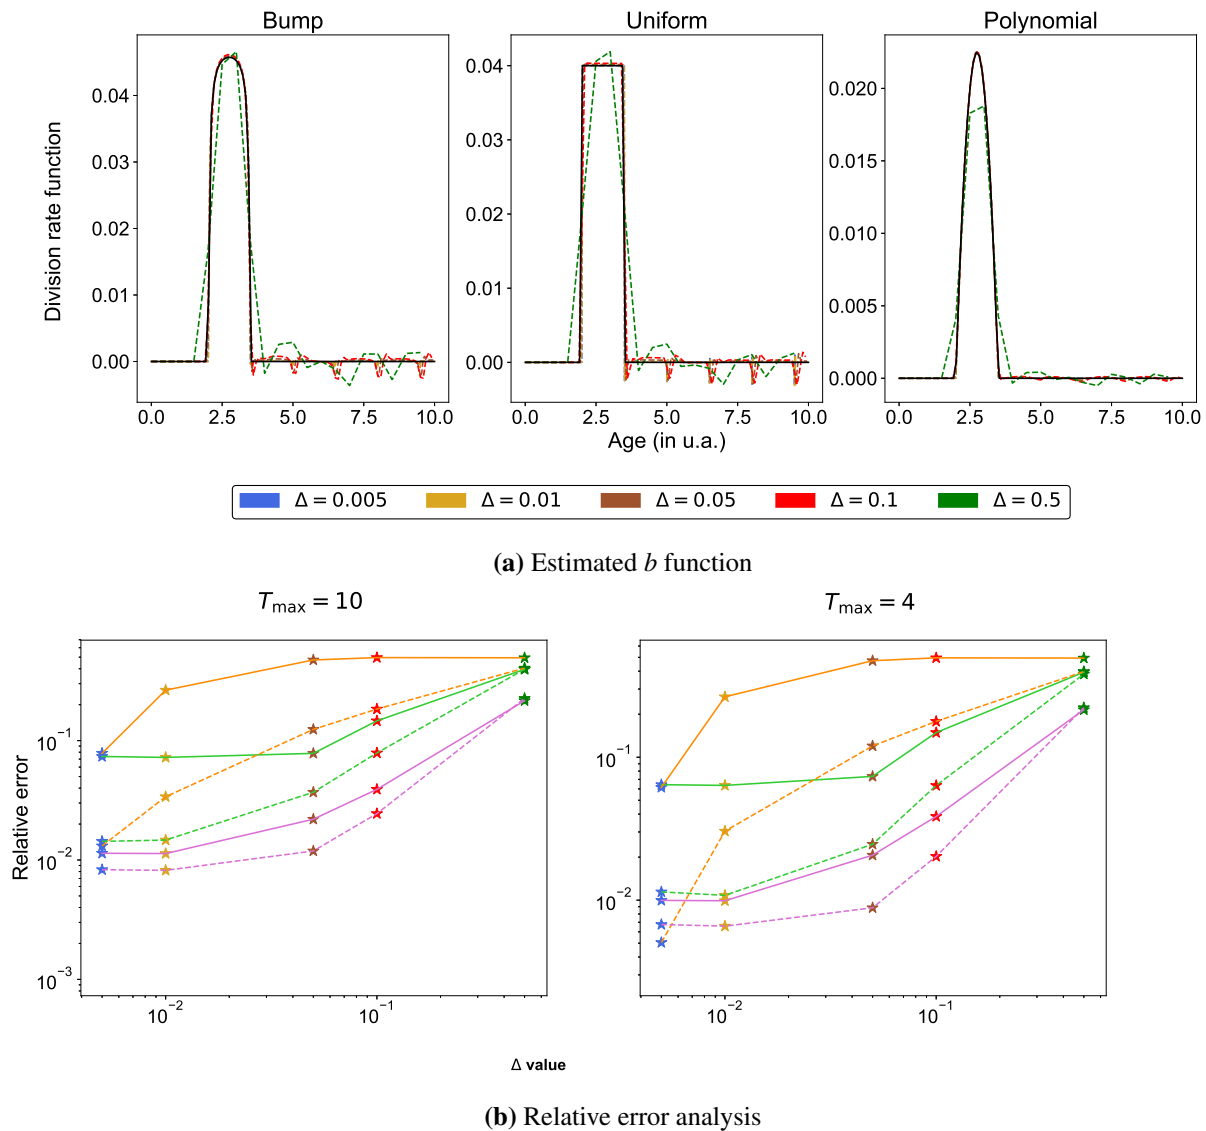 Bump Uniform Polynomial
Division rate function
0.04
0.03
0.02
0.01
0.00
0.0 2.5 5.0 7.5 10.0
0.04
0.03
0.02
0.01
0.00
0.0 2.5 5.0 7.5 10.0
0.020
0.015
0.010
0.005
0.000
0.0 2.5 5.0 7.5 10.0
Age (in u.a.)
Δ = 0.005 Δ = 0.01 Δ = 0.05 Δ = 0.1 Δ = 0.5
(a) Estimated b function
T_max = 10 T_max = 4
Relative error
10⁻¹
10⁻²
10⁻³
10⁻² 10⁻¹
10⁻¹
10⁻²
10⁻² 10⁻¹
Δ value
(b) Relative error analysis